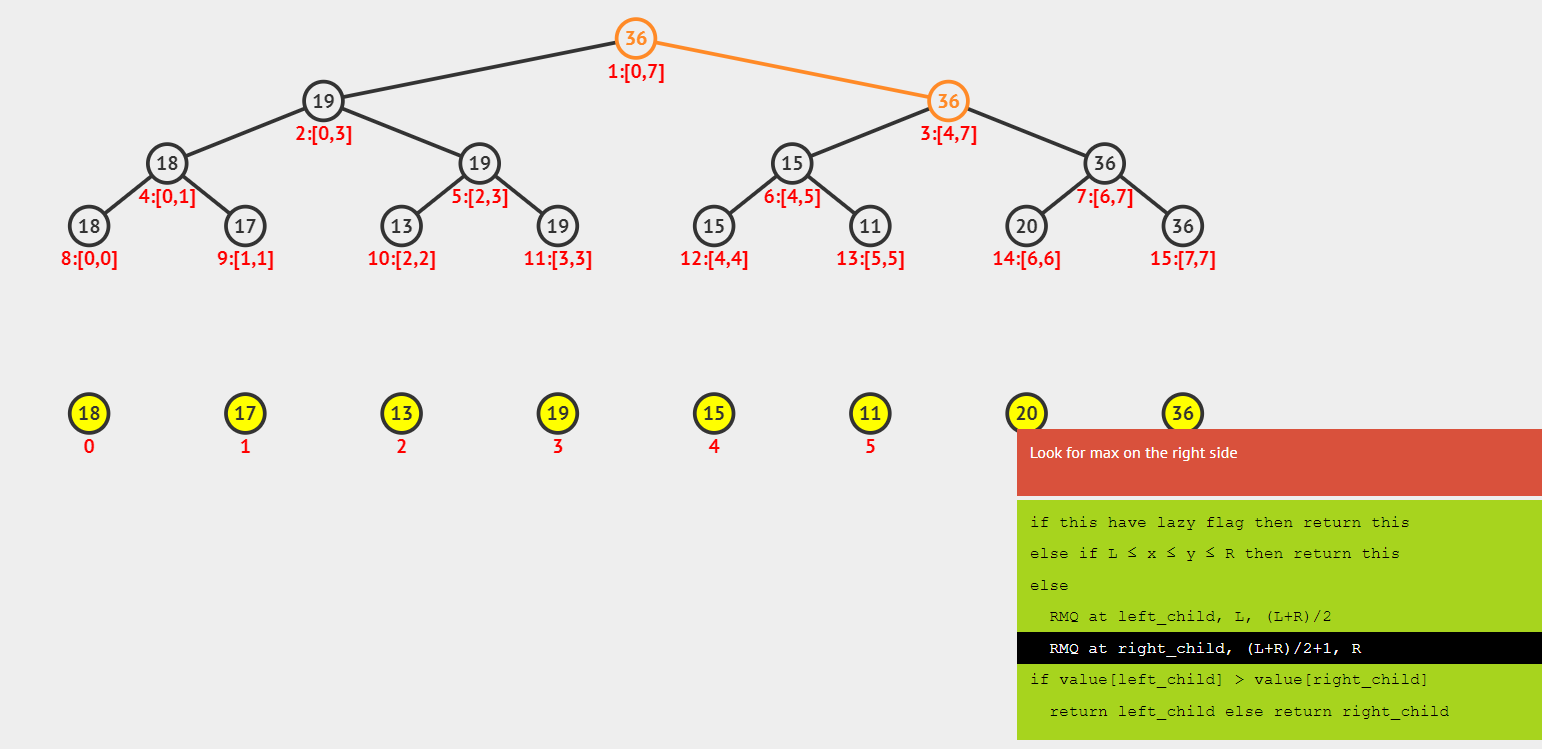 36
1:[0,7]
19 36
2:[0,3] 3:[4,7]
18 19 15 36
4:[0,1] 5:[2,3] 6:[4,5] 7:[6,7]
18 17 13 19 15 11 20 36
8:[0,0] 9:[1,1] 10:[2,2] 11:[3,3] 12:[4,4] 13:[5,5] 14:[6,6] 15:[7,7]
18 17 13 19 15 11 20 36
0 1 2 3 4 5
Look for max on the right side
if this have lazy flag then return this
else if L ≤ x ≤ y ≤ R then return this
else
RMQ at left_child, L, (L+R)/2
RMQ at right_child, (L+R)/2+1, R
if value[left_child] > value[right_child]
return left_child else return right_child